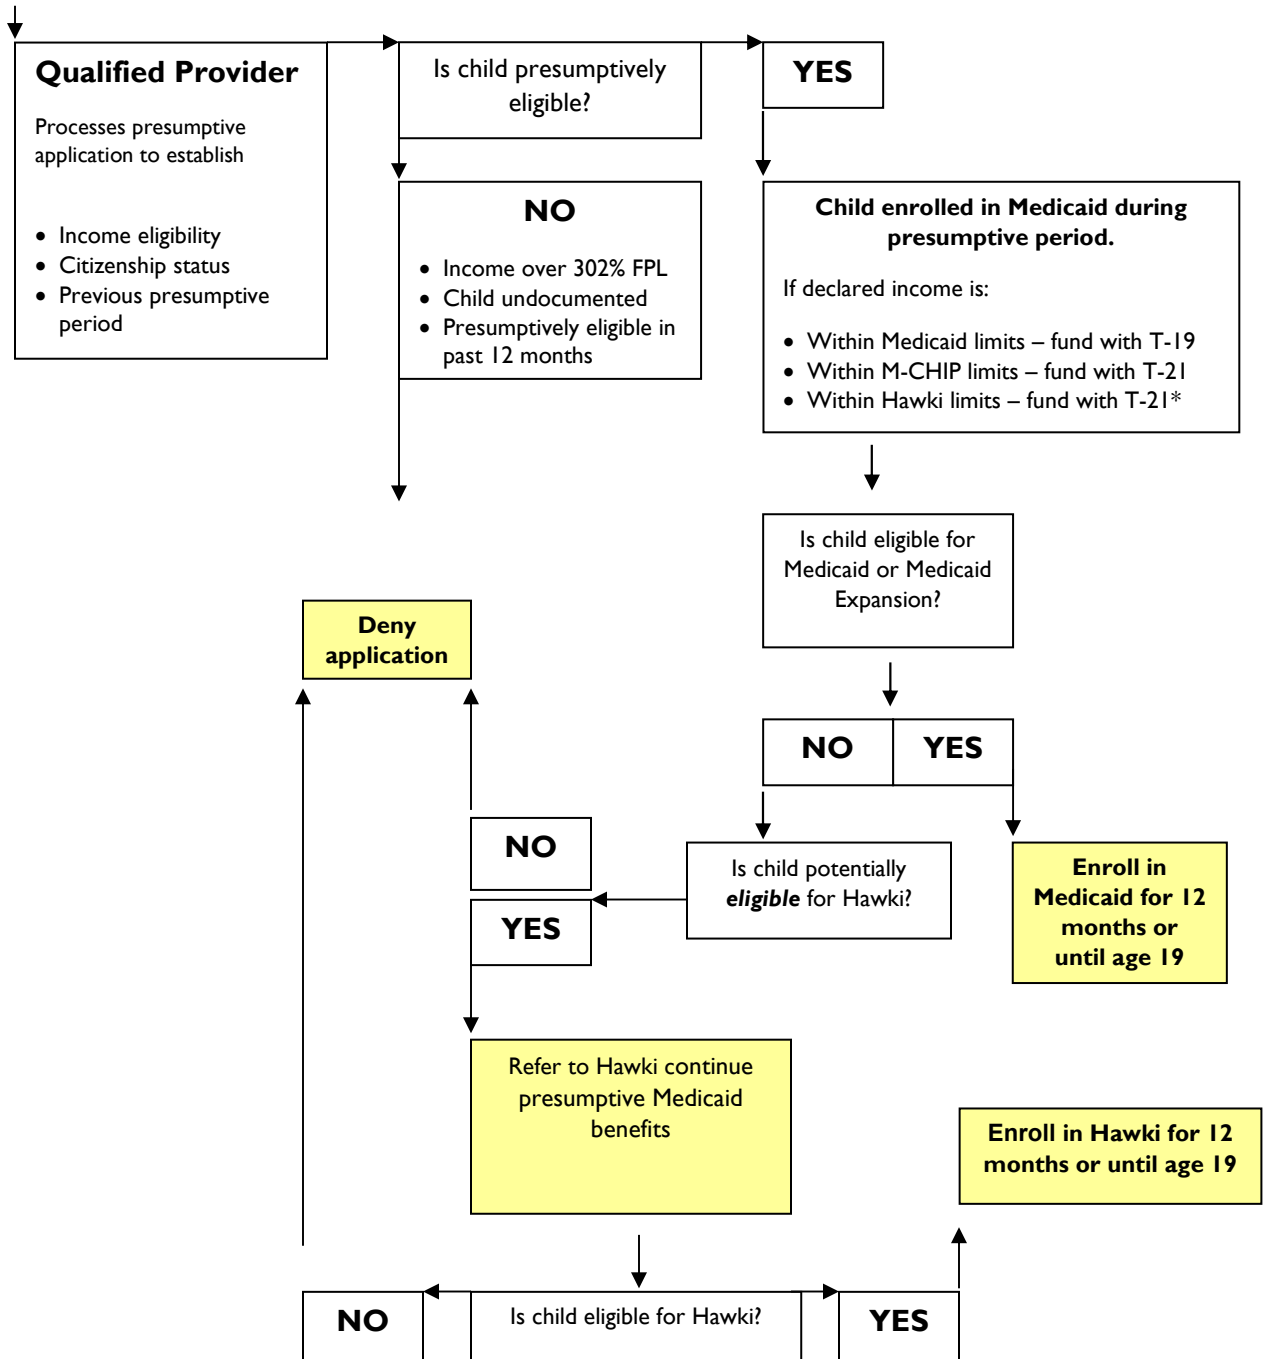 Qualified Provider
Processes presumptive
application to establish
• Income eligibility
• Citizenship status
• Previous presumptive
period
Is child presumptively
eligible?
YES
NO
• Income over 302% FPL
• Child undocumented
• Presumptively eligible in
past 12 months
Child enrolled in Medicaid during
presumptive period.
If declared income is:
• Within Medicaid limits – fund with T-19
• Within M-CHIP limits – fund with T-21
• Within Hawki limits – fund with T-21*
Is child eligible for
Medicaid or Medicaid
Expansion?
Deny
application
NO
YES
NO
YES
Is child potentially
eligible for Hawki?
Enroll in
Medicaid for 12
months or
until age 19
Refer to Hawki continue
presumptive Medicaid
benefits
Enroll in Hawki for 12
months or until age 19
NO
Is child eligible for Hawki?
YES